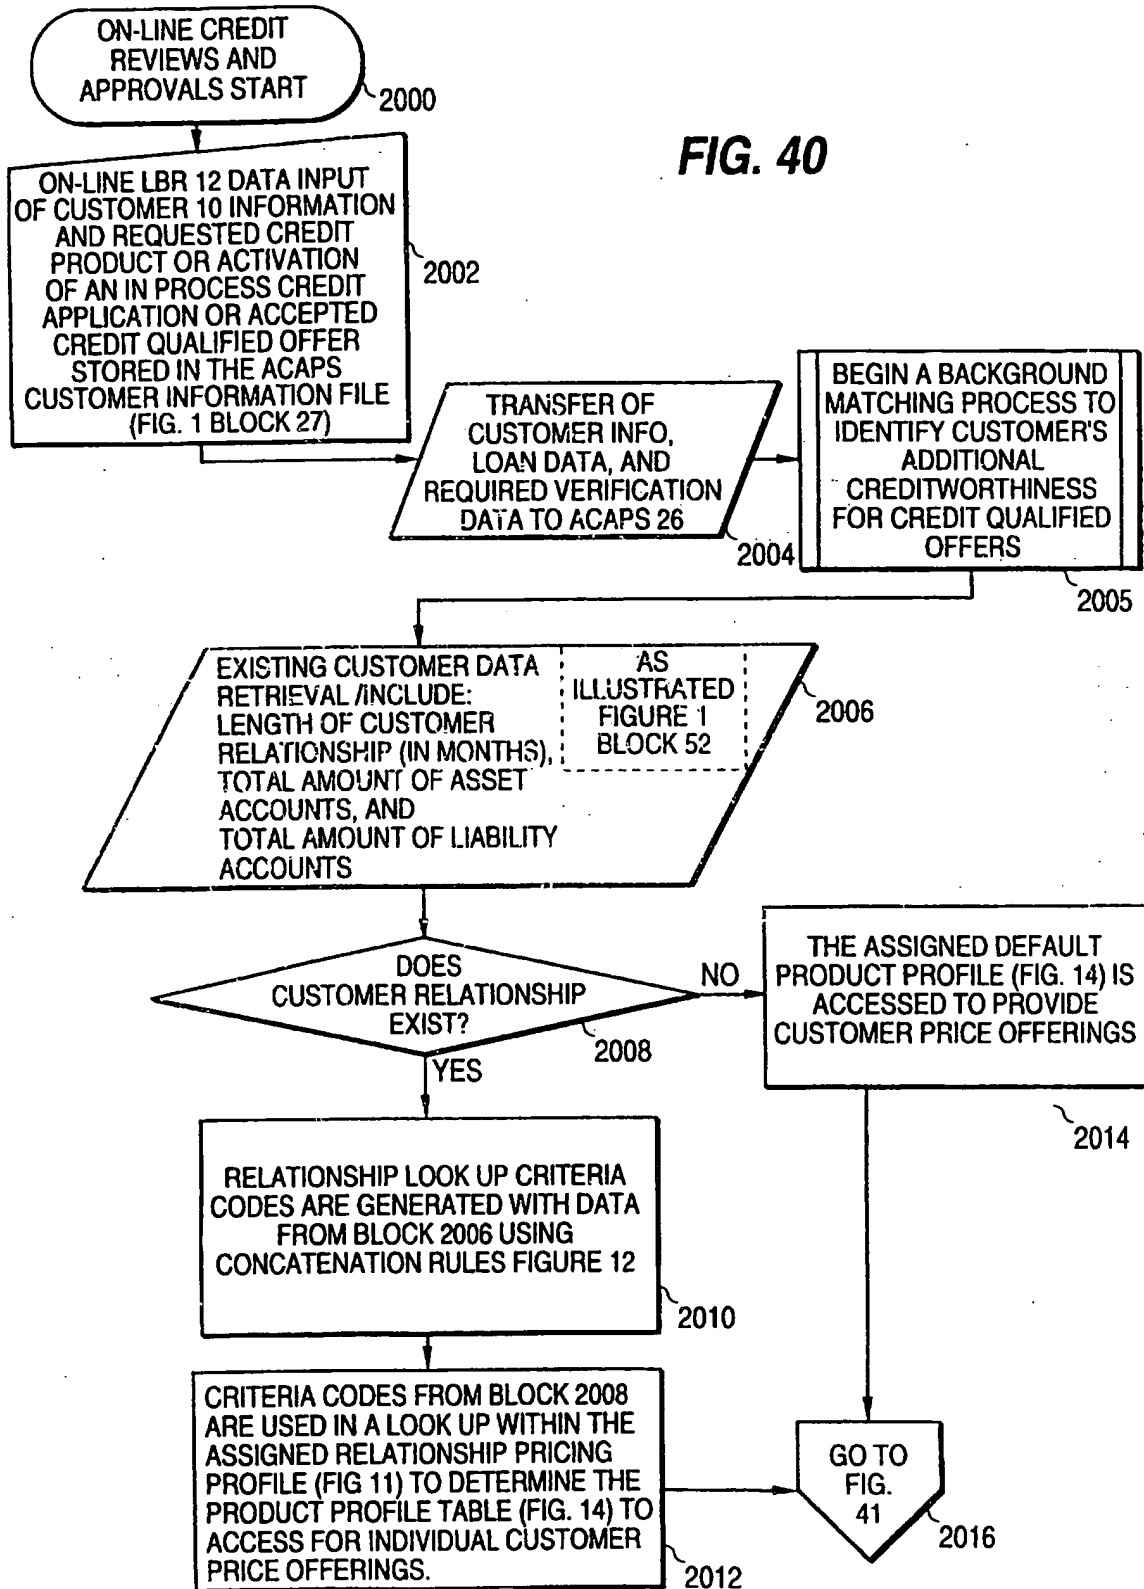 ON-LINE CREDIT
REVIEWS AND
APPROVALS START
2000
FIG. 40
ON-LINE LBR 12 DATA INPUT
OF CUSTOMER 10 INFORMATION
AND REQUESTED CREDIT
PRODUCT OR ACTIVATION
OF AN IN PROCESS CREDIT
APPLICATION OR ACCEPTED
CREDIT QUALIFIED OFFER
STORED IN THE ACAPS
CUSTOMER INFORMATION FILE
(FIG. 1 BLOCK 27)
2002
TRANSFER OF
CUSTOMER INFO,
LOAN DATA, AND
REQUIRED VERIFICATION
DATA TO ACAPS 26
2004
BEGIN A BACKGROUND
MATCHING PROCESS TO
IDENTIFY CUSTOMER'S
ADDITIONAL
CREDITWORTHINESS
FOR CREDIT QUALIFIED
OFFERS
2005
EXISTING CUSTOMER DATA
RETRIEVAL /INCLUDE:
LENGTH OF CUSTOMER
RELATIONSHIP (IN MONTHS),
TOTAL AMOUNT OF ASSET
ACCOUNTS, AND
TOTAL AMOUNT OF LIABILITY
ACCOUNTS
AS
ILLUSTRATED
FIGURE 1
BLOCK 52
2006
DOES
CUSTOMER RELATIONSHIP
EXIST?
2008
NO
YES
THE ASSIGNED DEFAULT
PRODUCT PROFILE (FIG. 14) IS
ACCESSED TO PROVIDE
CUSTOMER PRICE OFFERINGS
2014
RELATIONSHIP LOOK UP CRITERIA
CODES ARE GENERATED WITH DATA
FROM BLOCK 2006 USING
CONCATENATION RULES FIGURE 12
2010
CRITERIA CODES FROM BLOCK 2008
ARE USED IN A LOOK UP WITHIN THE
ASSIGNED RELATIONSHIP PRICING
PROFILE (FIG 11) TO DETERMINE THE
PRODUCT PROFILE TABLE (FIG. 14) TO
ACCESS FOR INDIVIDUAL CUSTOMER
PRICE OFFERINGS.
2012
GO TO
FIG.
41
2016